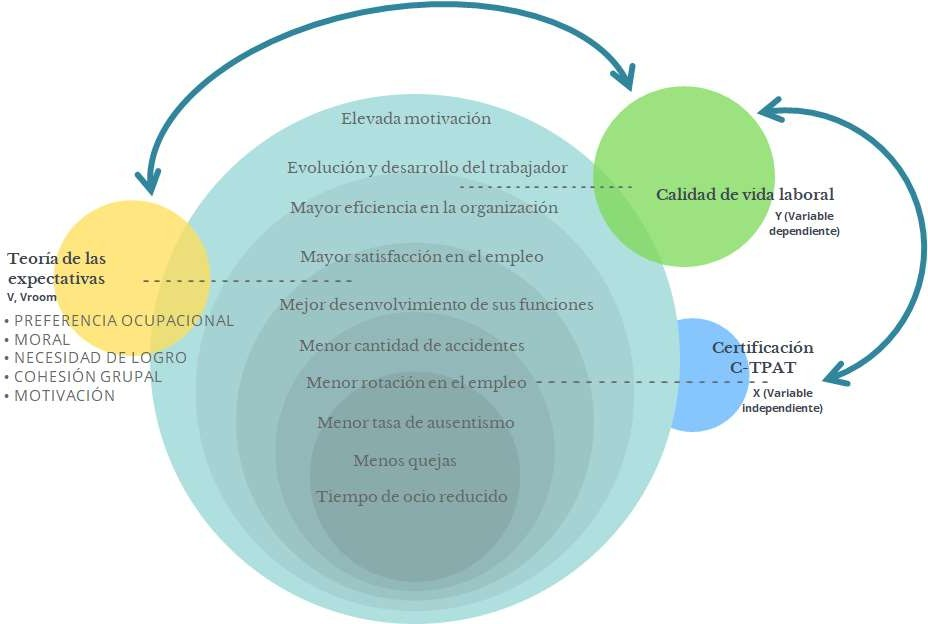 Elevada motivación
Evolución y desarrollo del trabajador
Mayor eficiencia en la organización
Mayor satisfacción en el empleo
Mejor desenvolvimiento de sus funciones
Menor cantidad de accidentes
Menor rotación en el empleo
Menor tasa de ausentismo
Menos quejas
Tiempo de ocio reducido
Teoría de las
expectativas
V, Vroom
• PREFERENCIA OCUPACIONAL
• MORAL
• NECESIDAD DE LOGRO
• COHESIÓN GRUPAL
• MOTIVACIÓN
Calidad de vida laboral
Y (Variable
dependiente)
Certificación
C-TPAT
X (Variable
independiente)